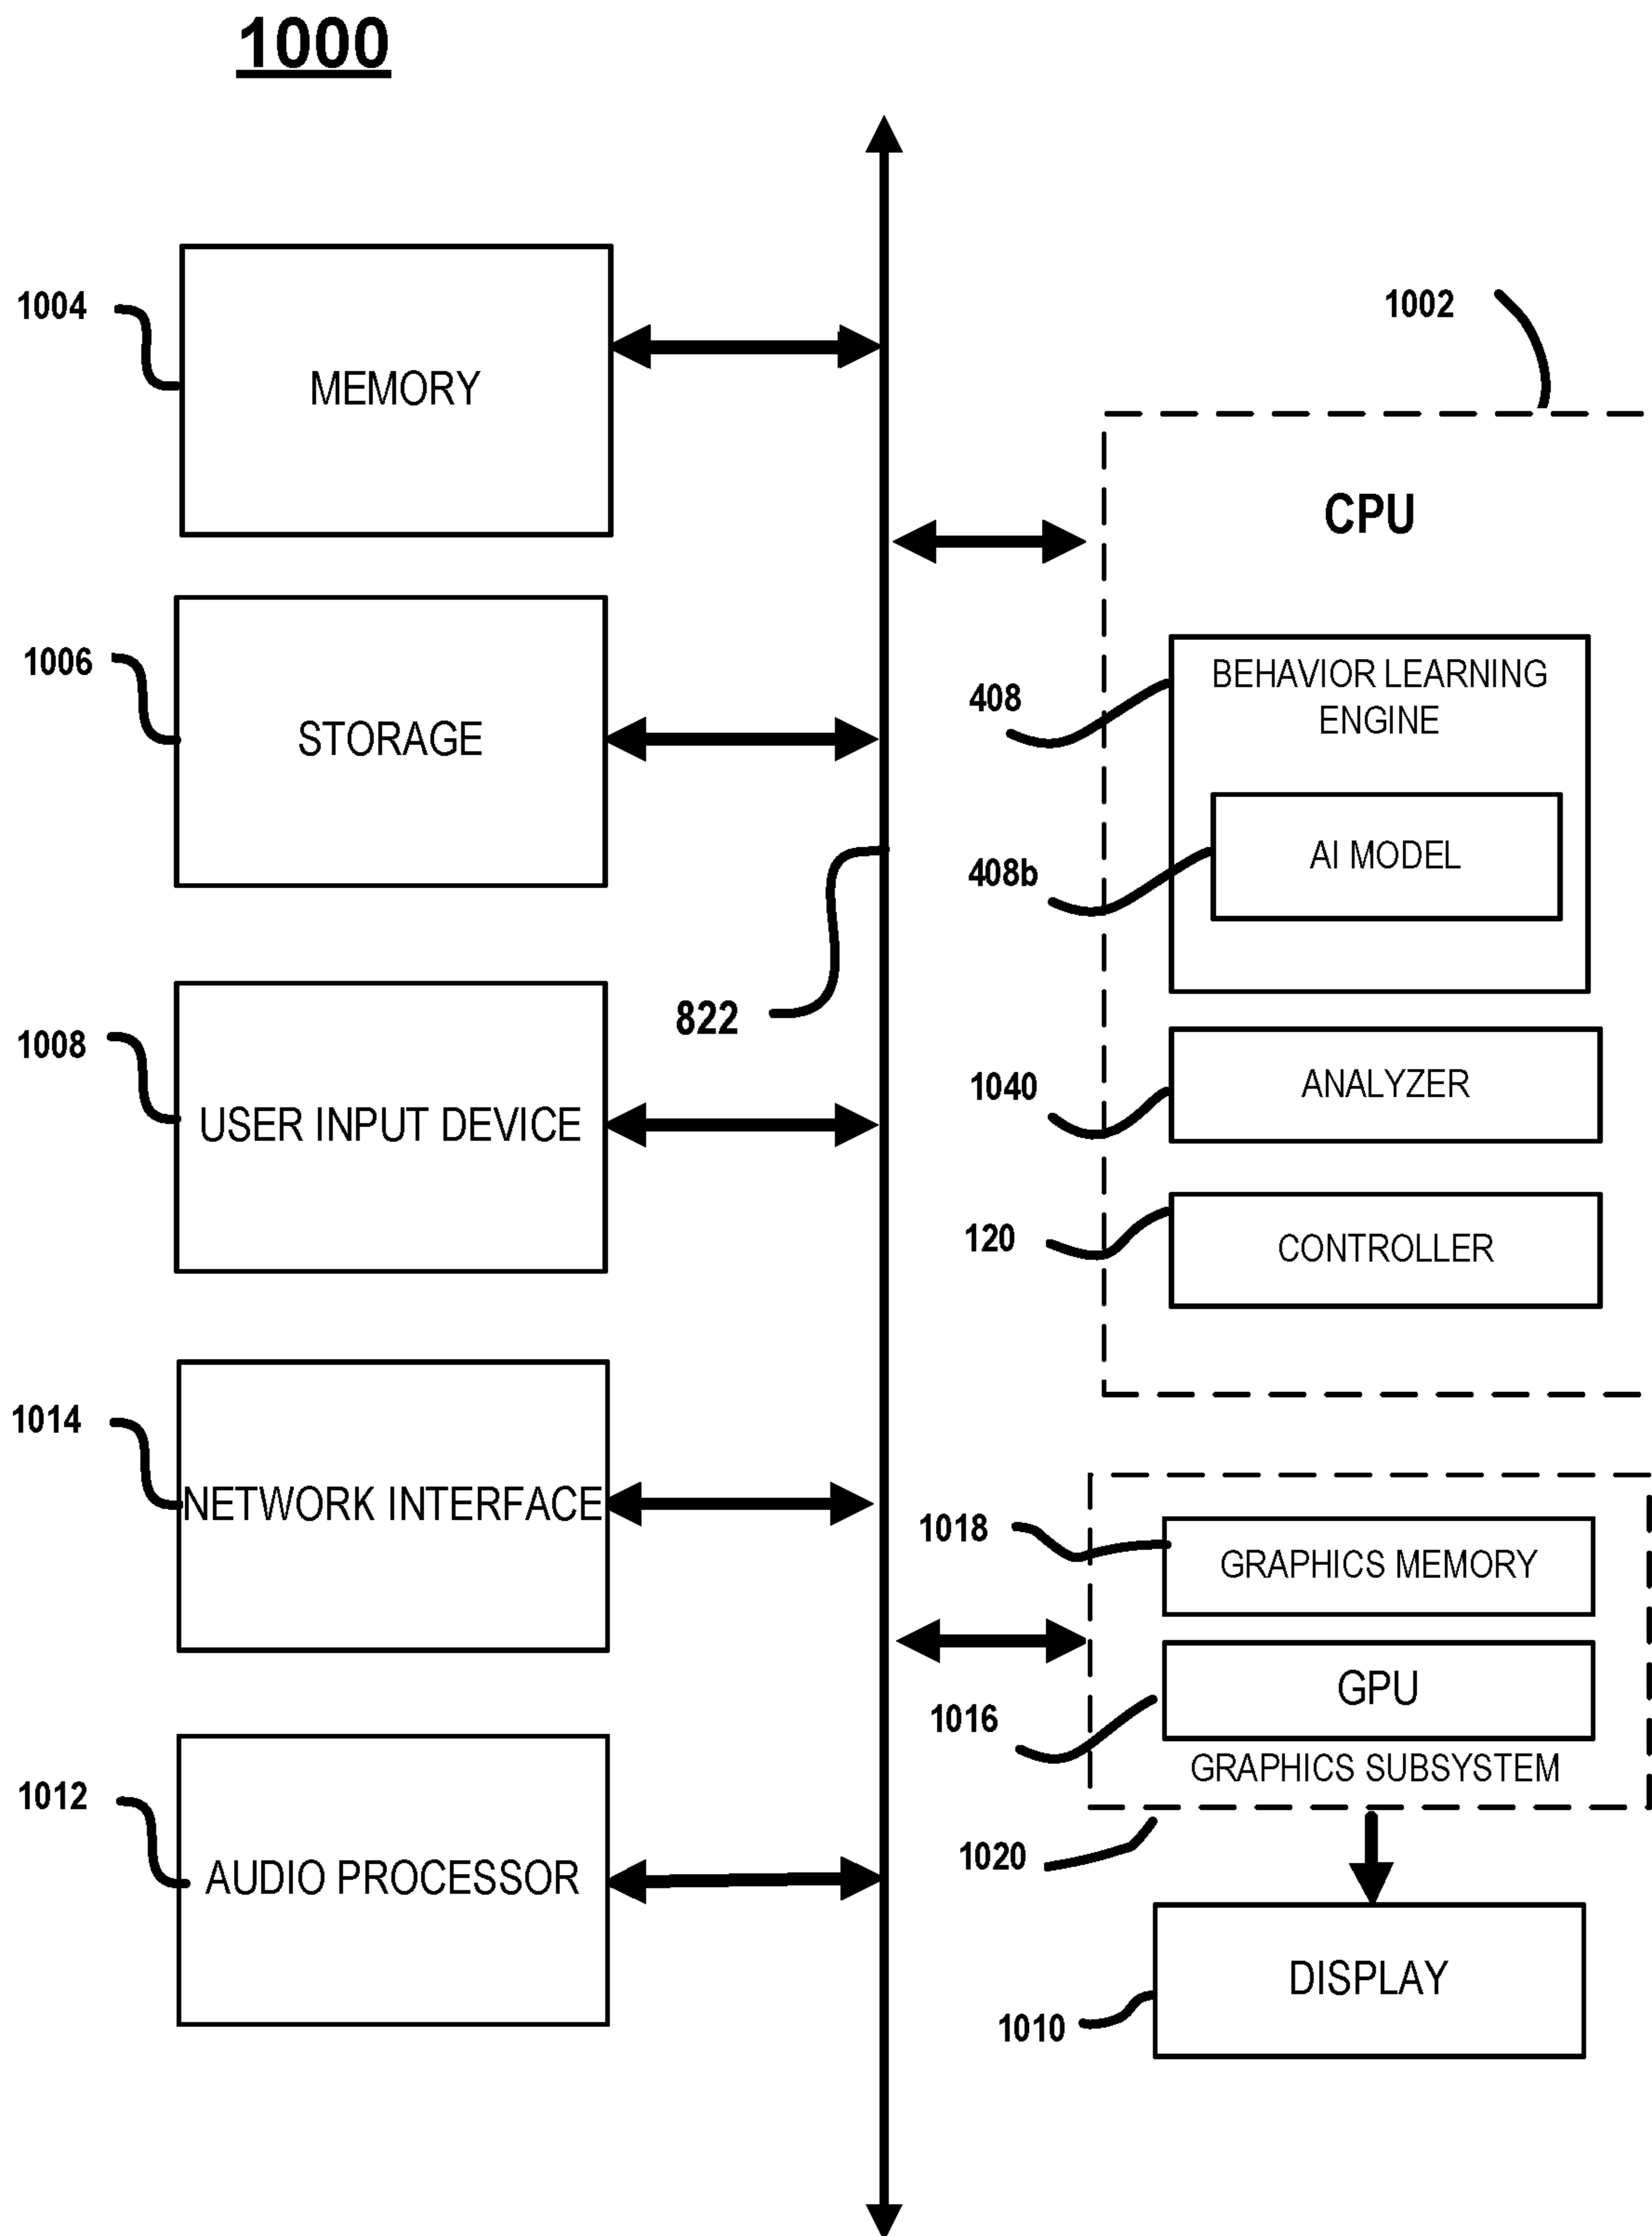 1000
1004
MEMORY
1006
STORAGE
1008
USER INPUT DEVICE
1014
NETWORK INTERFACE
1012
AUDIO PROCESSOR
822
1002
CPU
408
BEHAVIOR LEARNING
ENGINE
408b
AI MODEL
1040
ANALYZER
120
CONTROLLER
1018
GRAPHICS MEMORY
1016
GPU
GRAPHICS SUBSYSTEM
1020
DISPLAY
1010